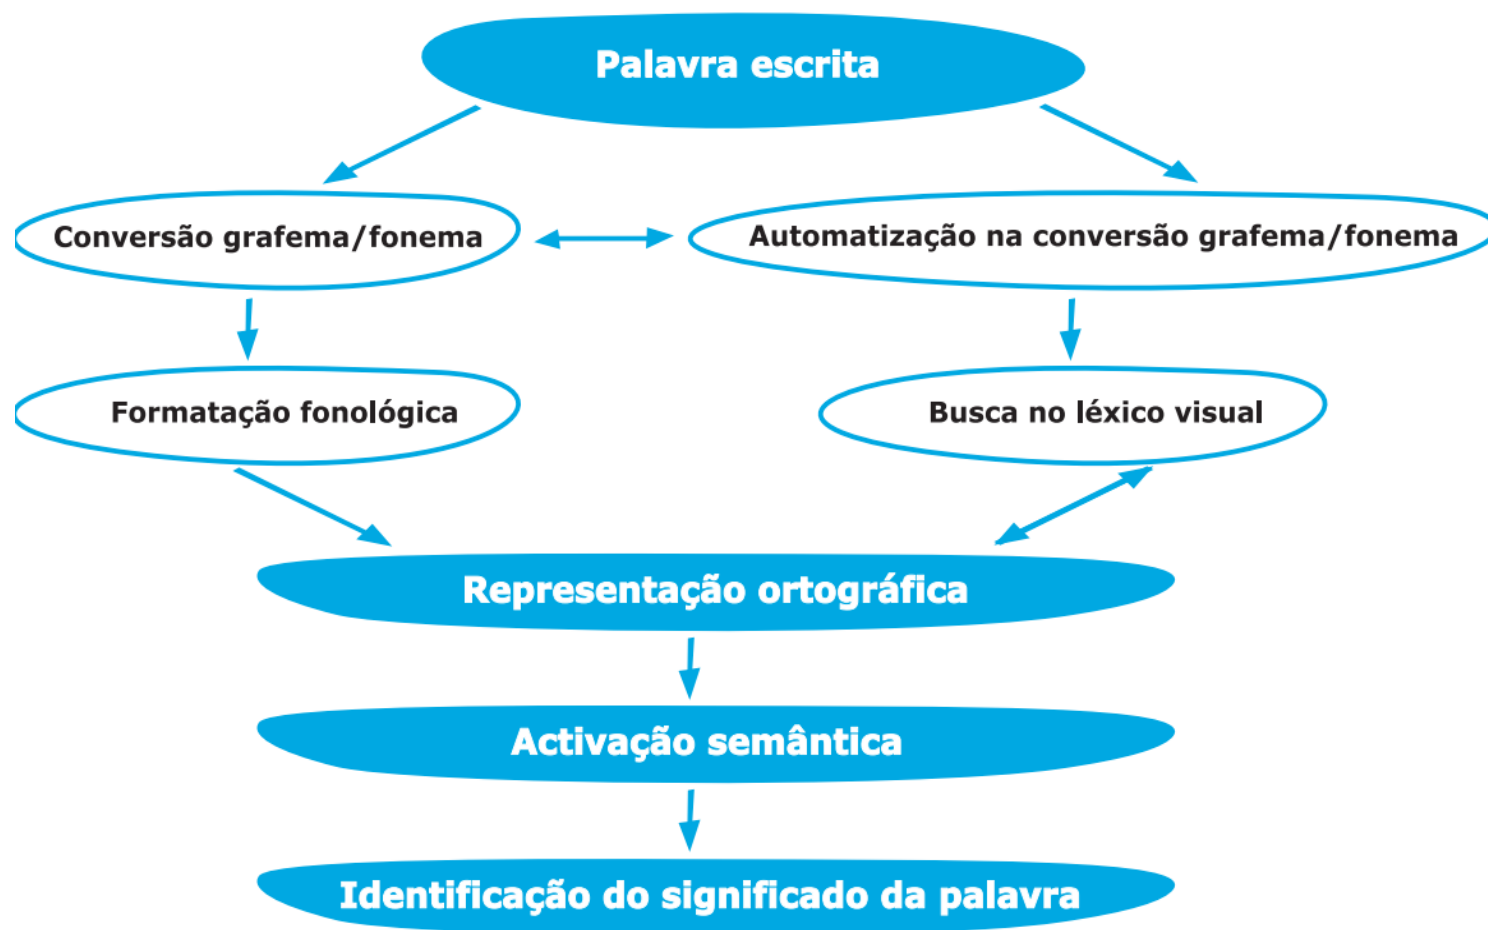 Palavra escrita
Conversão grafema/fonema
Automatização na conversão grafema/fonema
Formatação fonológica
Busca no léxico visual
Representação ortográfica
Activação semântica
Identificação do significado da palavra